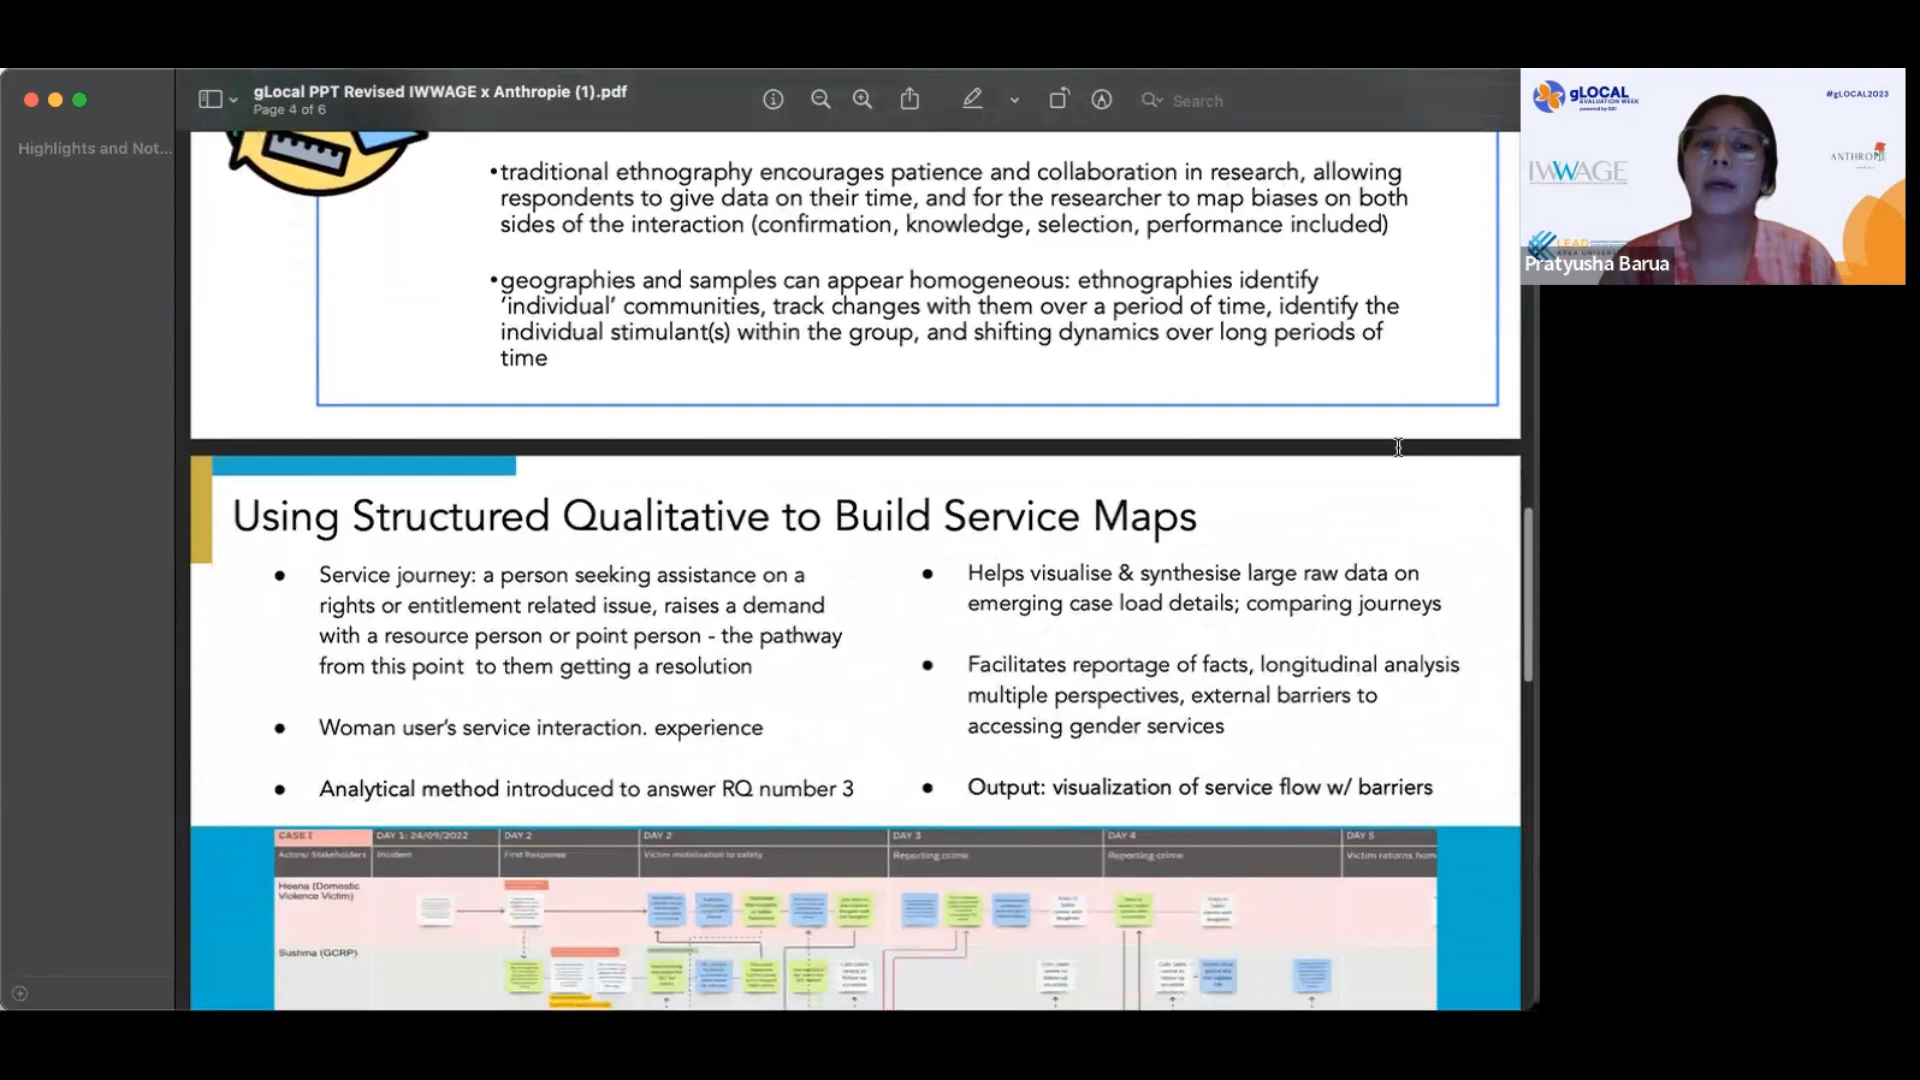 gLocal PPT Revised IWWAGE x Anthropie (1).pdf
Page 4 of 6
Search
Highlights and Not...
•traditional ethnography encourages patience and collaboration in research, allowing
respondents to give data on their time, and for the researcher to map biases on both
sides of the interaction (confirmation, knowledge, selection, performance included)
•geographies and samples can appear homogeneous: ethnographies identify
'individual' communities, track changes with them over a period of time, identify the
individual stimulant(s) within the group, and shifting dynamics over long periods of
time
Using Structured Qualitative to Build Service Maps
● Service journey: a person seeking assistance on a
rights or entitlement related issue, raises a demand
with a resource person or point person - the pathway
from this point to them getting a resolution
● Woman user's service interaction. experience
● Analytical method introduced to answer RQ number 3
● Helps visualise & synthesise large raw data on
emerging case load details; comparing journeys
● Facilitates reportage of facts, longitudinal analysis
multiple perspectives, external barriers to
accessing gender services
● Output: visualization of service flow w/ barriers
CASE I
DAY 1: 24/09/2022
DAY 2
DAY 2
DAY 3
DAY 4
DAY 5
Actors/ Stakeholders
Incident
First Response
Victim mobilisation to safety
Reporting crime
Reporting crime
Victim returns hom
Heena (Domestic
Violence Victim)
Sushma (GCRP)
gLOCAL
EVALUATION WEEK
powered by GEI
#gLOCAL2023
IWWAGE
ANTHROPIE
LEAD
KREA UNIVER
Pratyusha Barua